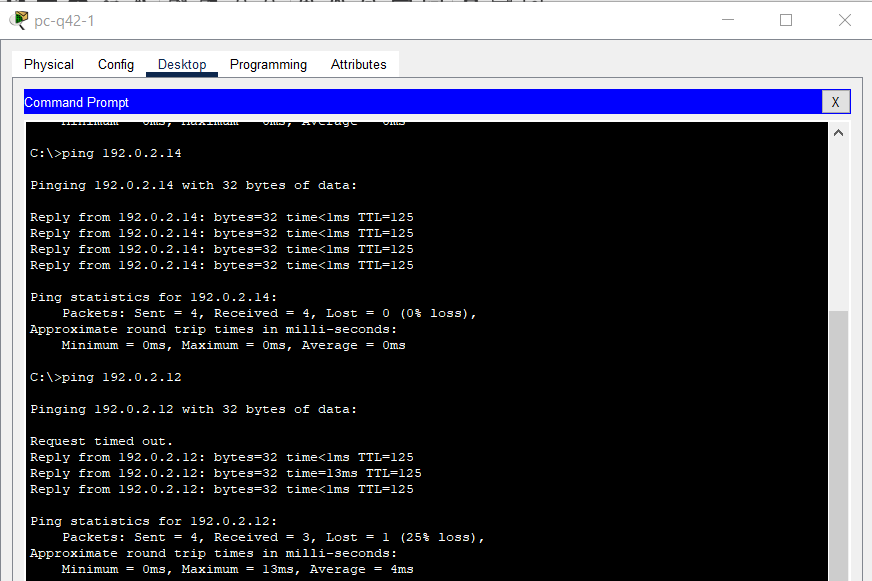 pc-q42-1
Physical Config Desktop Programming Attributes
Command Prompt X
Minimum = 0ms, Maximum = 0ms, Average = 0ms
C:\>ping 192.0.2.14
Pinging 192.0.2.14 with 32 bytes of data:
Reply from 192.0.2.14: bytes=32 time<1ms TTL=125
Reply from 192.0.2.14: bytes=32 time<1ms TTL=125
Reply from 192.0.2.14: bytes=32 time<1ms TTL=125
Reply from 192.0.2.14: bytes=32 time<1ms TTL=125
Ping statistics for 192.0.2.14:
Packets: Sent = 4, Received = 4, Lost = 0 (0% loss),
Approximate round trip times in milli-seconds:
Minimum = 0ms, Maximum = 0ms, Average = 0ms
C:\>ping 192.0.2.12
Pinging 192.0.2.12 with 32 bytes of data:
Request timed out.
Reply from 192.0.2.12: bytes=32 time<1ms TTL=125
Reply from 192.0.2.12: bytes=32 time=13ms TTL=125
Reply from 192.0.2.12: bytes=32 time<1ms TTL=125
Ping statistics for 192.0.2.12:
Packets: Sent = 4, Received = 3, Lost = 1 (25% loss),
Approximate round trip times in milli-seconds:
Minimum = 0ms, Maximum = 13ms, Average = 4ms